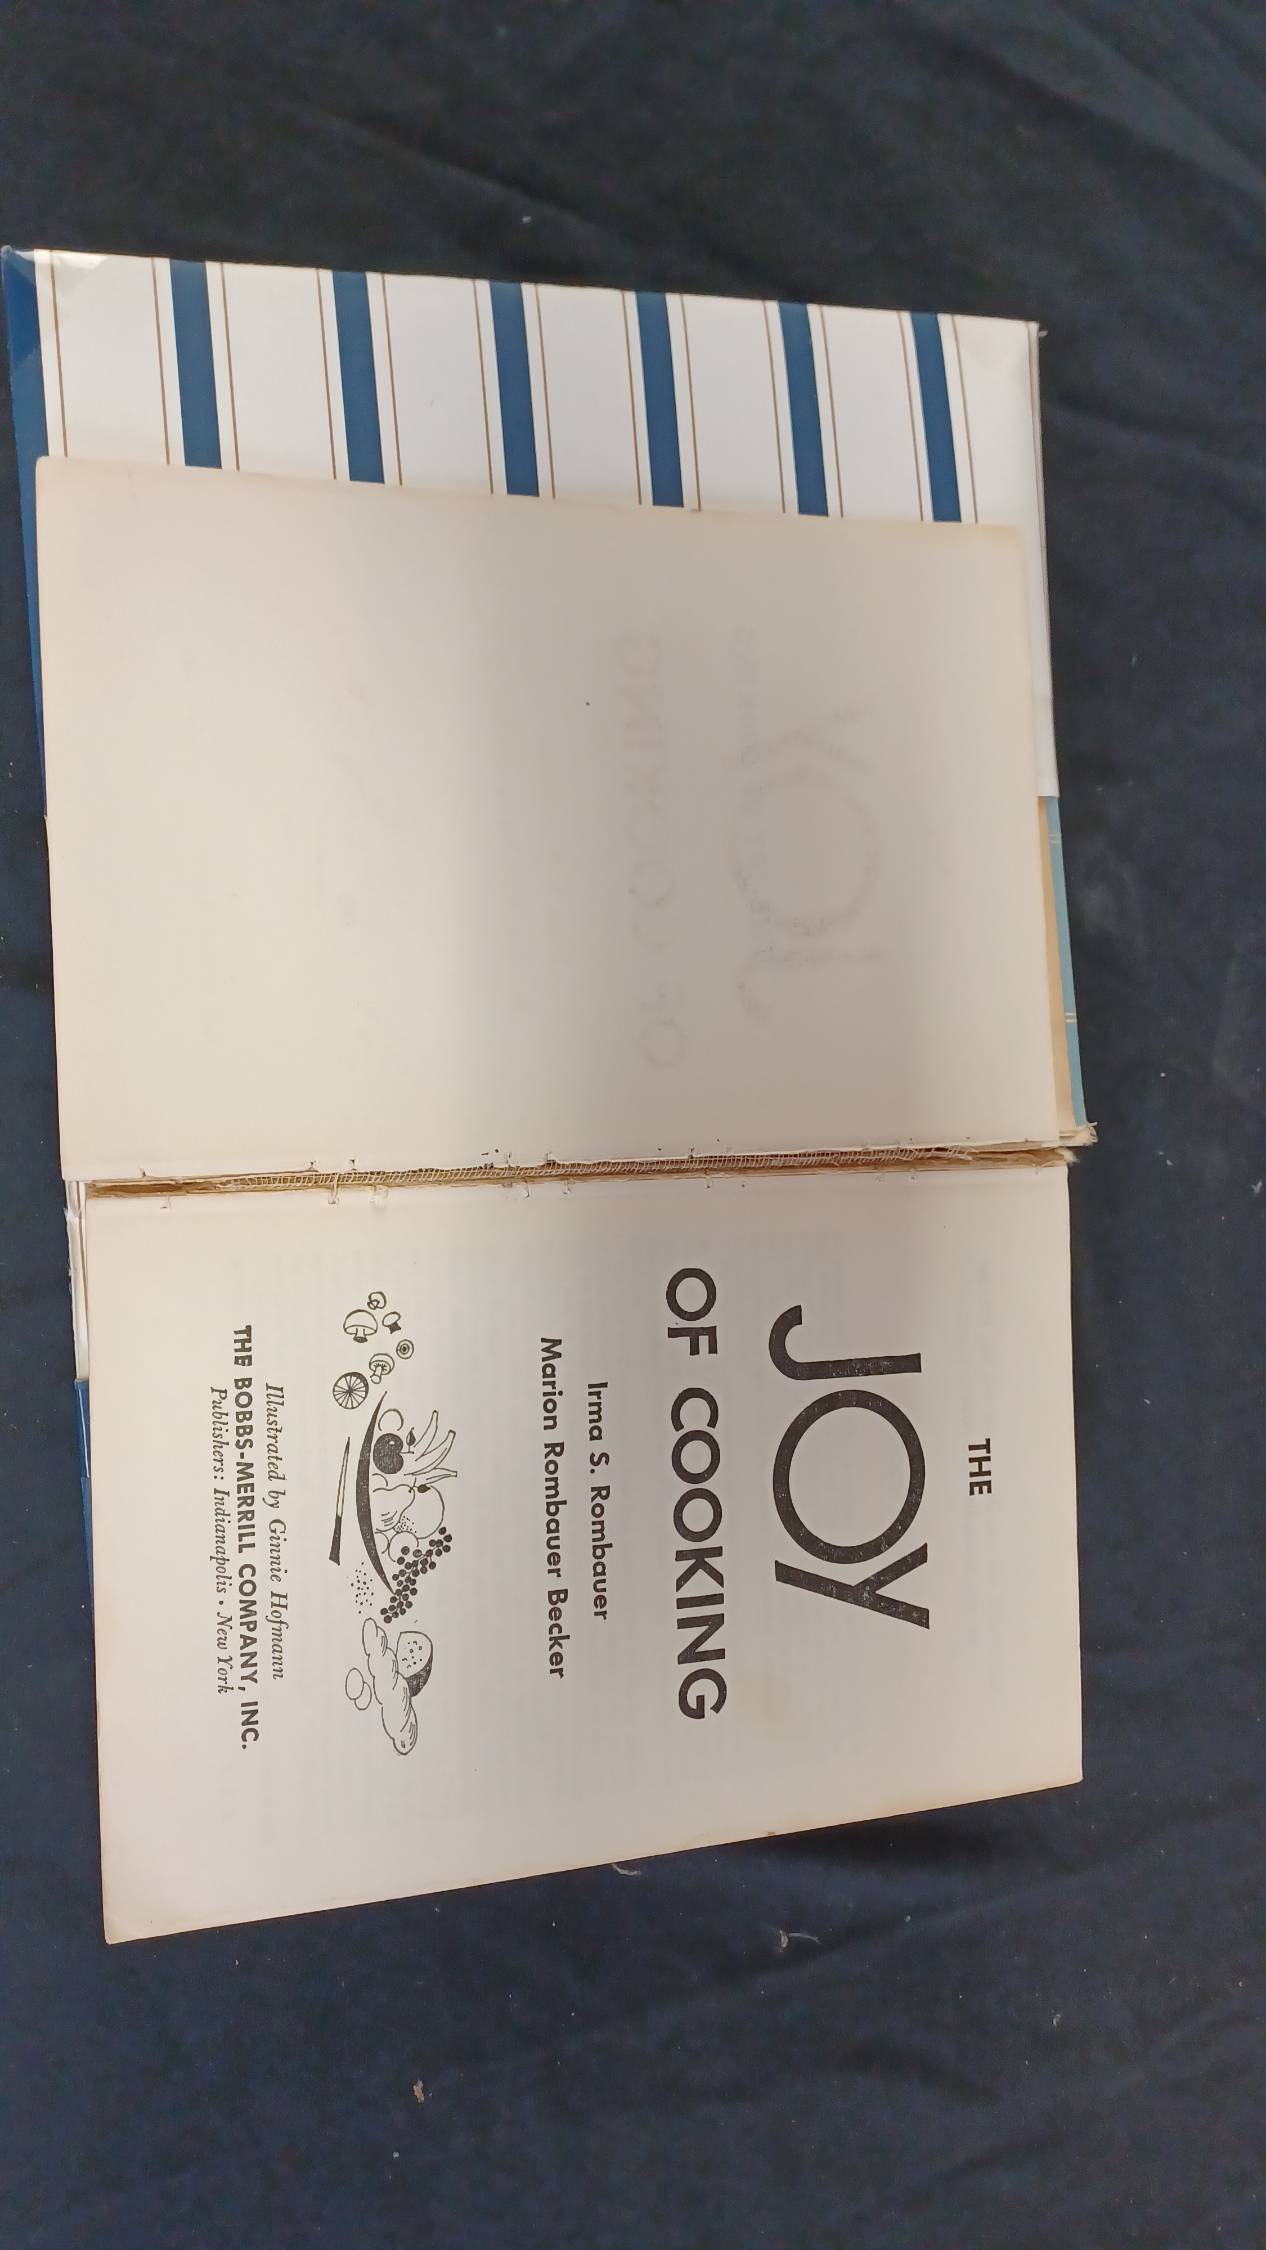 THE
JOY
OF COOKING
Irma S. Rombauer
Marion Rombauer Becker
Illustrated by Ginnie Hofmann
THE BOBBS-MERRILL COMPANY, INC.
Publishers: Indianapolis • New York